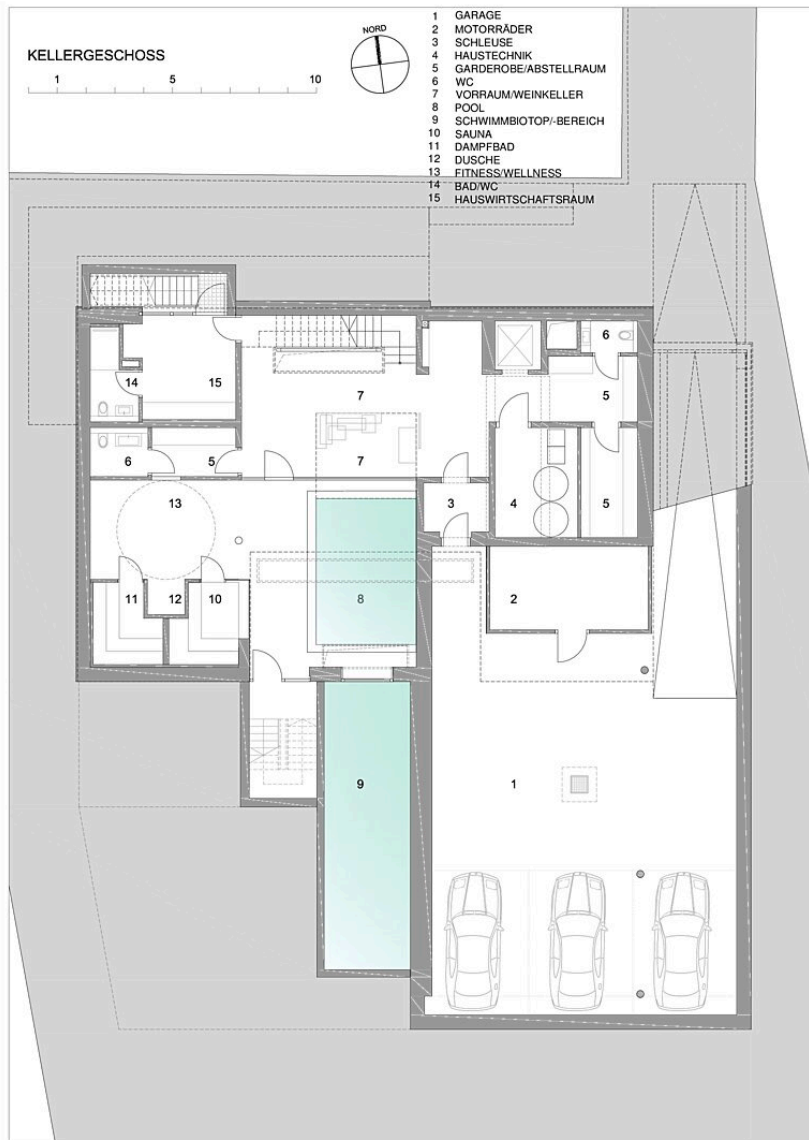 KELLERGESCHOSS
1 5 10
NORD
1 GARAGE
2 MOTORRÄDER
3 SCHLEUSE
4 HAUSTECHNIK
5 GARDEROBE/ABSTELLRAUM
6 WC
7 VORRAUM/WEINKELLER
8 POOL
9 SCHWIMMBIOTOP/-BEREICH
10 SAUNA
11 DAMPFBAD
12 DUSCHE
13 FITNESS/WELLNESS
14 BAD/WC
15 HAUSWIRTSCHAFTSRAUM
6
14
15
7
5
6
5
7
13
3
4
5
11
12
10
8
2
9
1